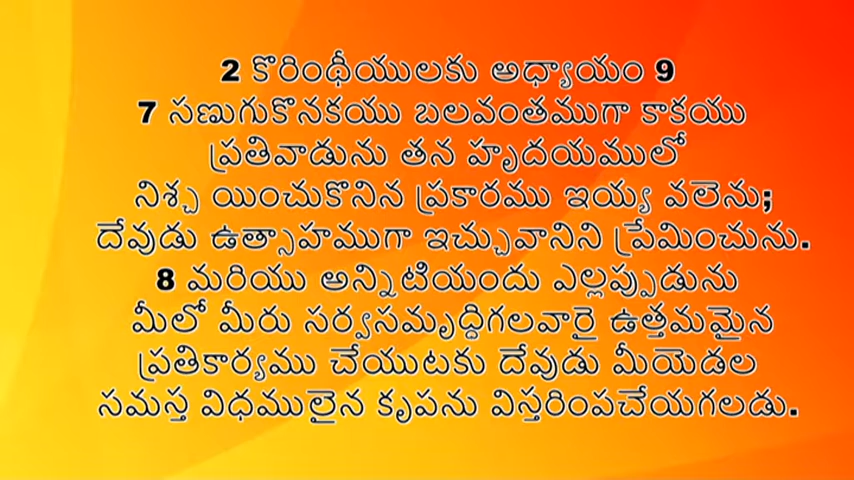 2 కొరింథీయులకు అధ్యాయం 9
7 సణుగుకొనకయు బలవంతముగా కాకయు
ప్రతివాడును తన హృదయములో
నిశ్చ యించుకొనిన ప్రకారము ఇయ్య వలెను;
దేవుడు ఉత్సాహముగా ఇచ్చువానిని ప్రేమించును.
8 మరియు అన్నిటియందు ఎల్లప్పుడును
మీలో మీరు సర్వసమృద్ధిగలవారై ఉత్తమమైన
ప్రతికార్యము చేయుటకు దేవుడు మీయెడల
సమస్త విధములైన కృపను విస్తరింపచేయగలడు.